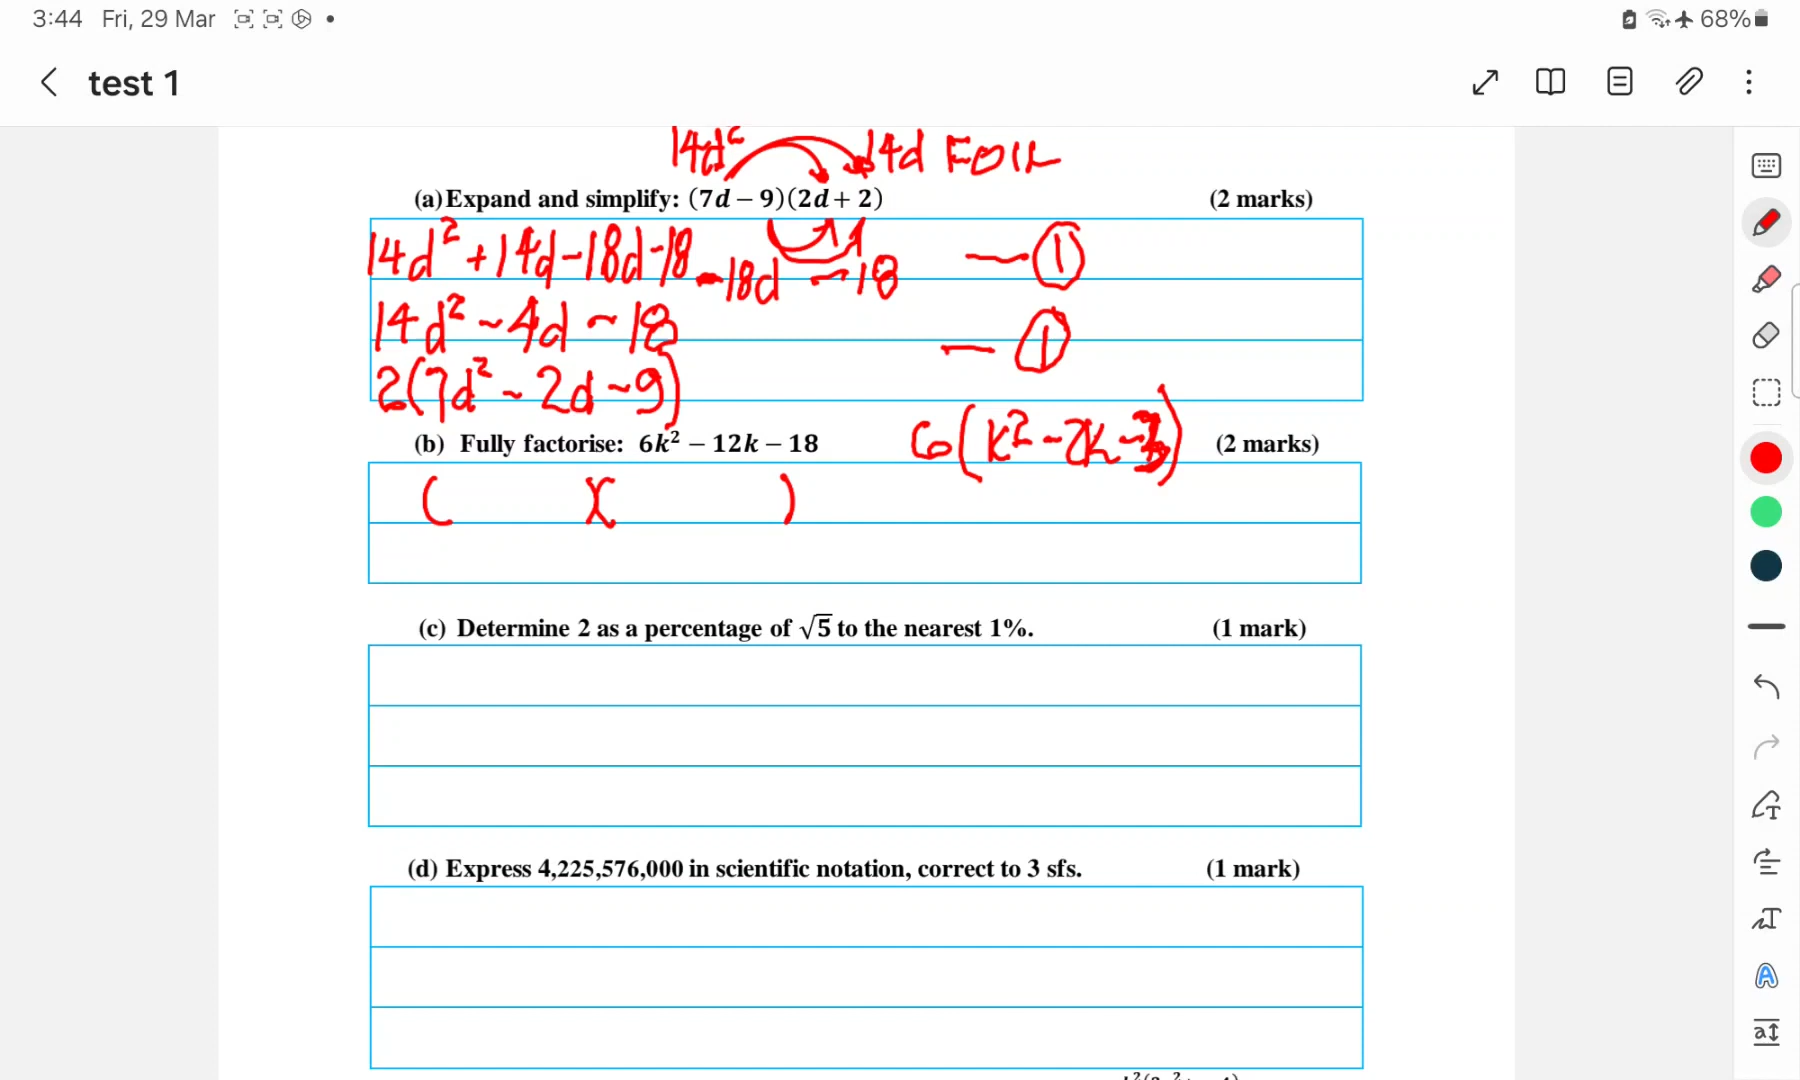 3:44 Fri, 29 Mar 68%
test 1
14d² 14d FOIL
(a)Expand and simplify: (7d − 9)(2d + 2) (2 marks)
14d² + 14d - 18d - 18 - 18d - 18 — ①
14d² - 4d - 18 — ①
2(7d² - 2d - 9)
(b) Fully factorise: 6k² − 12k − 18 6(k² - 2k - 3) (2 marks)
( )( )
(c) Determine 2 as a percentage of √5 to the nearest 1%. (1 mark)
(d) Express 4,225,576,000 in scientific notation, correct to 3 sfs. (1 mark)